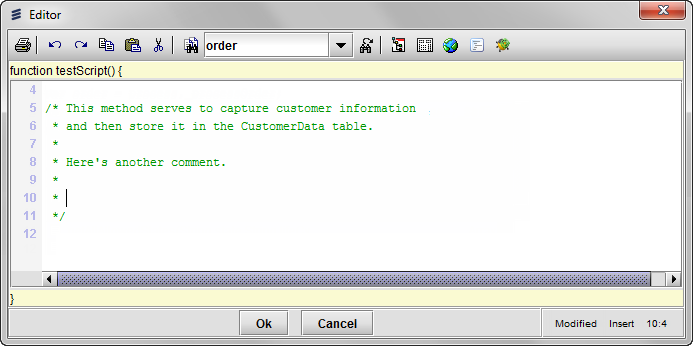 Editor
order
function testScript() {
4
5 /* This method serves to capture customer information
6 * and then store it in the CustomerData table.
7 *
8 * Here's another comment.
9 *
10 *
11 */
12
}
Ok Cancel Modified Insert 10:4